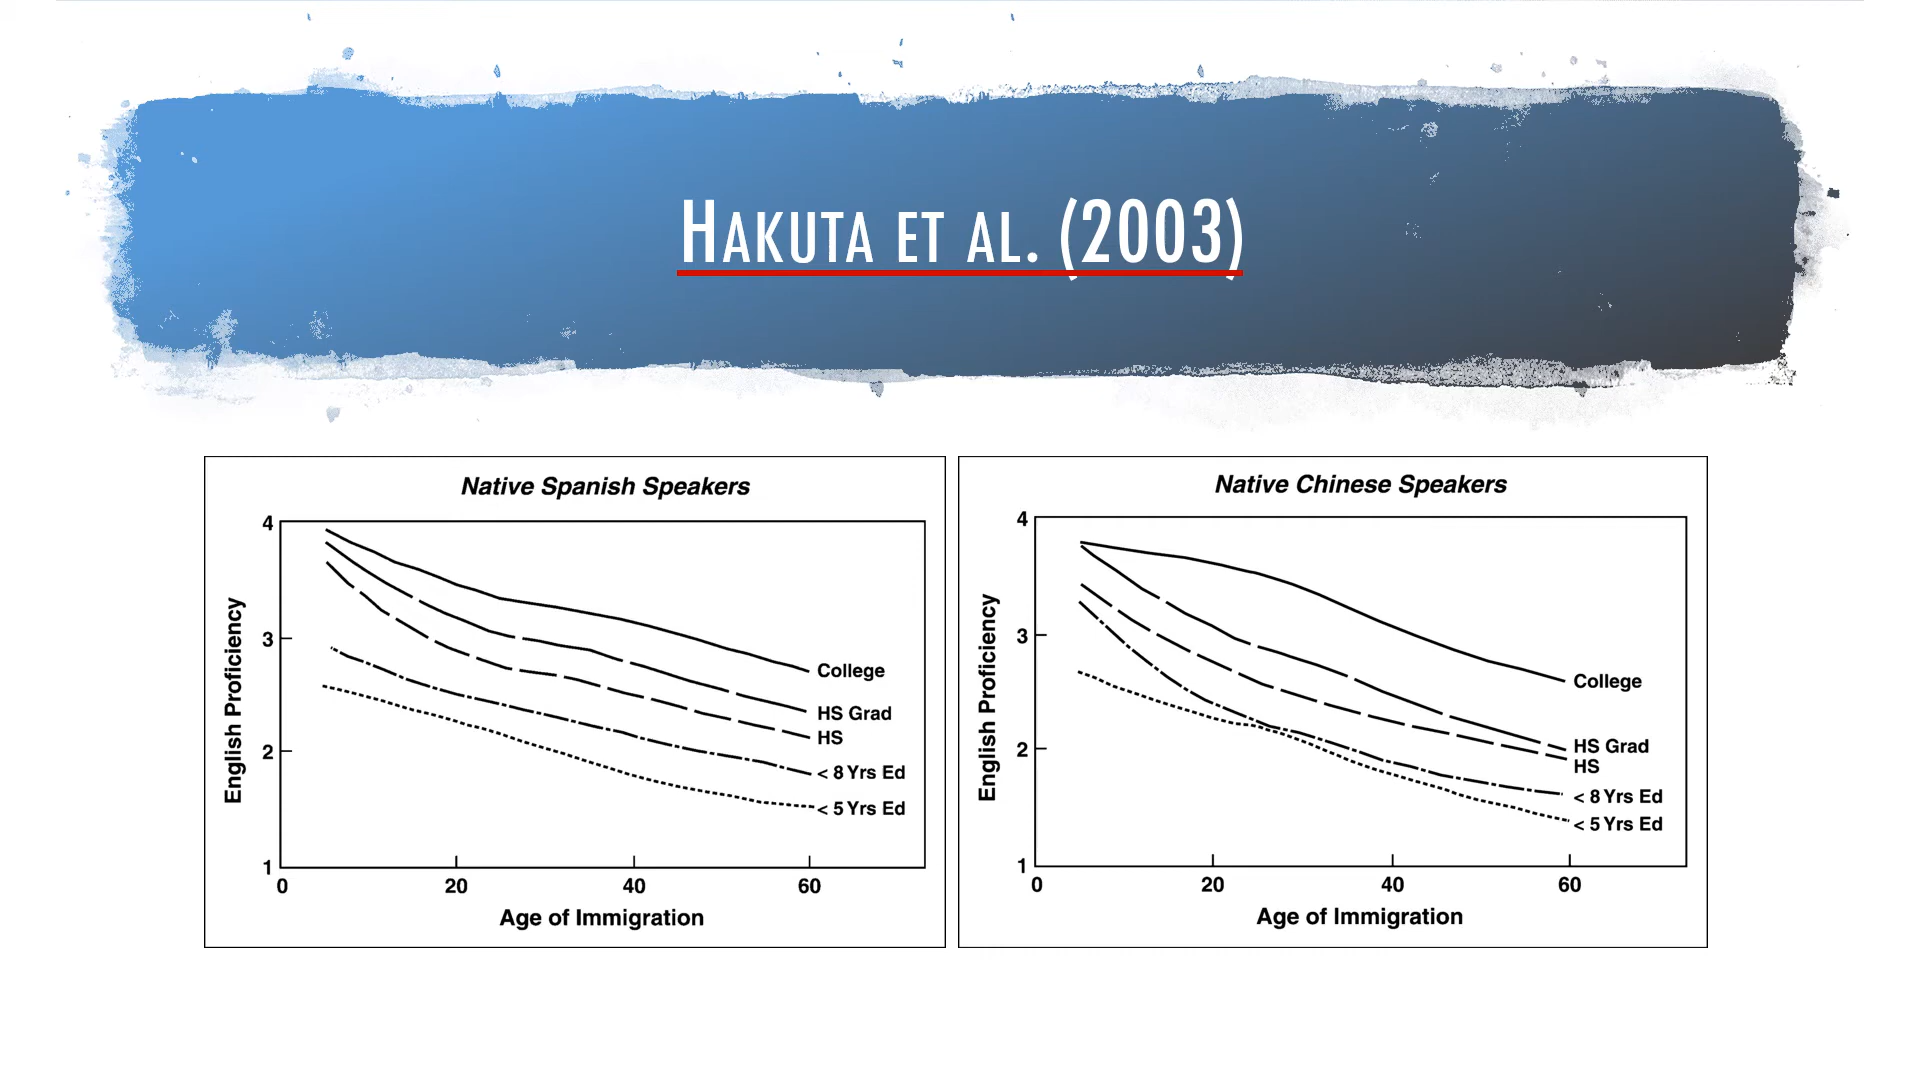 HAKUTA ET AL. (2003)
Native Spanish Speakers
4
3
2
1
English Proficiency
College
HS Grad
HS
< 8 Yrs Ed
< 5 Yrs Ed
0 20 40 60
Age of Immigration
Native Chinese Speakers
4
3
2
1
English Proficiency
College
HS Grad
HS
< 8 Yrs Ed
< 5 Yrs Ed
0 20 40 60
Age of Immigration